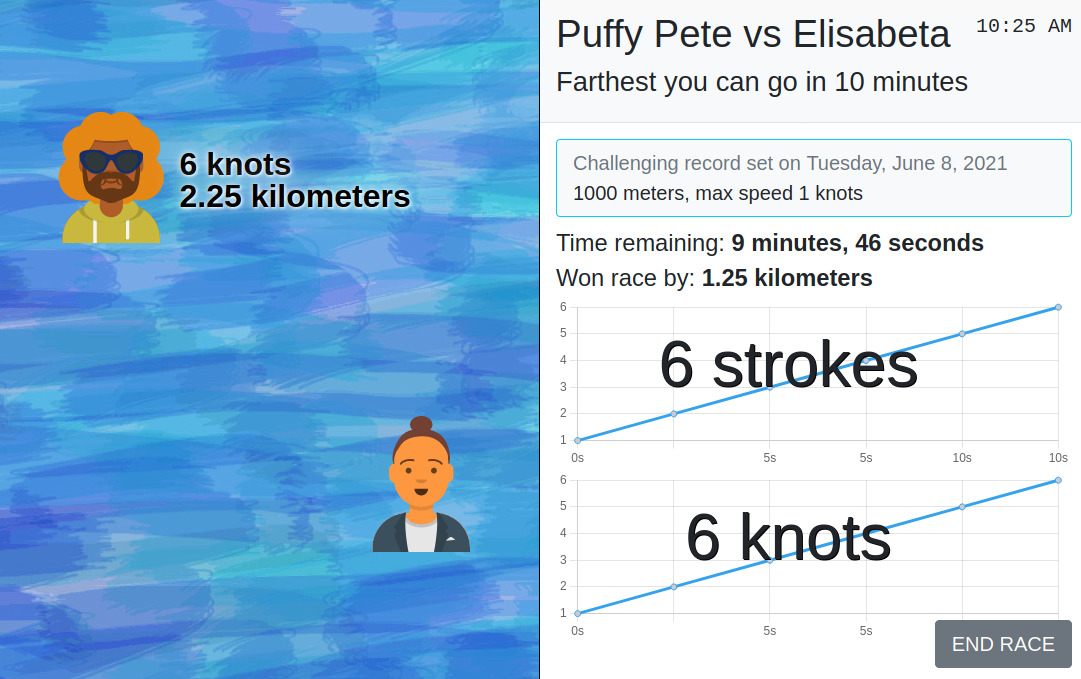 6 knots
2.25 kilometers
Puffy Pete vs Elisabeta
10:25 AM
Farthest you can go in 10 minutes
Challenging record set on Tuesday, June 8, 2021
1000 meters, max speed 1 knots
Time remaining: 9 minutes, 46 seconds
Won race by: 1.25 kilometers
6
5
4
3
2
1
6 strokes
0s 5s 5s 10s 10s
6
5
4
3
2
1
6 knots
0s 5s 5s
END RACE